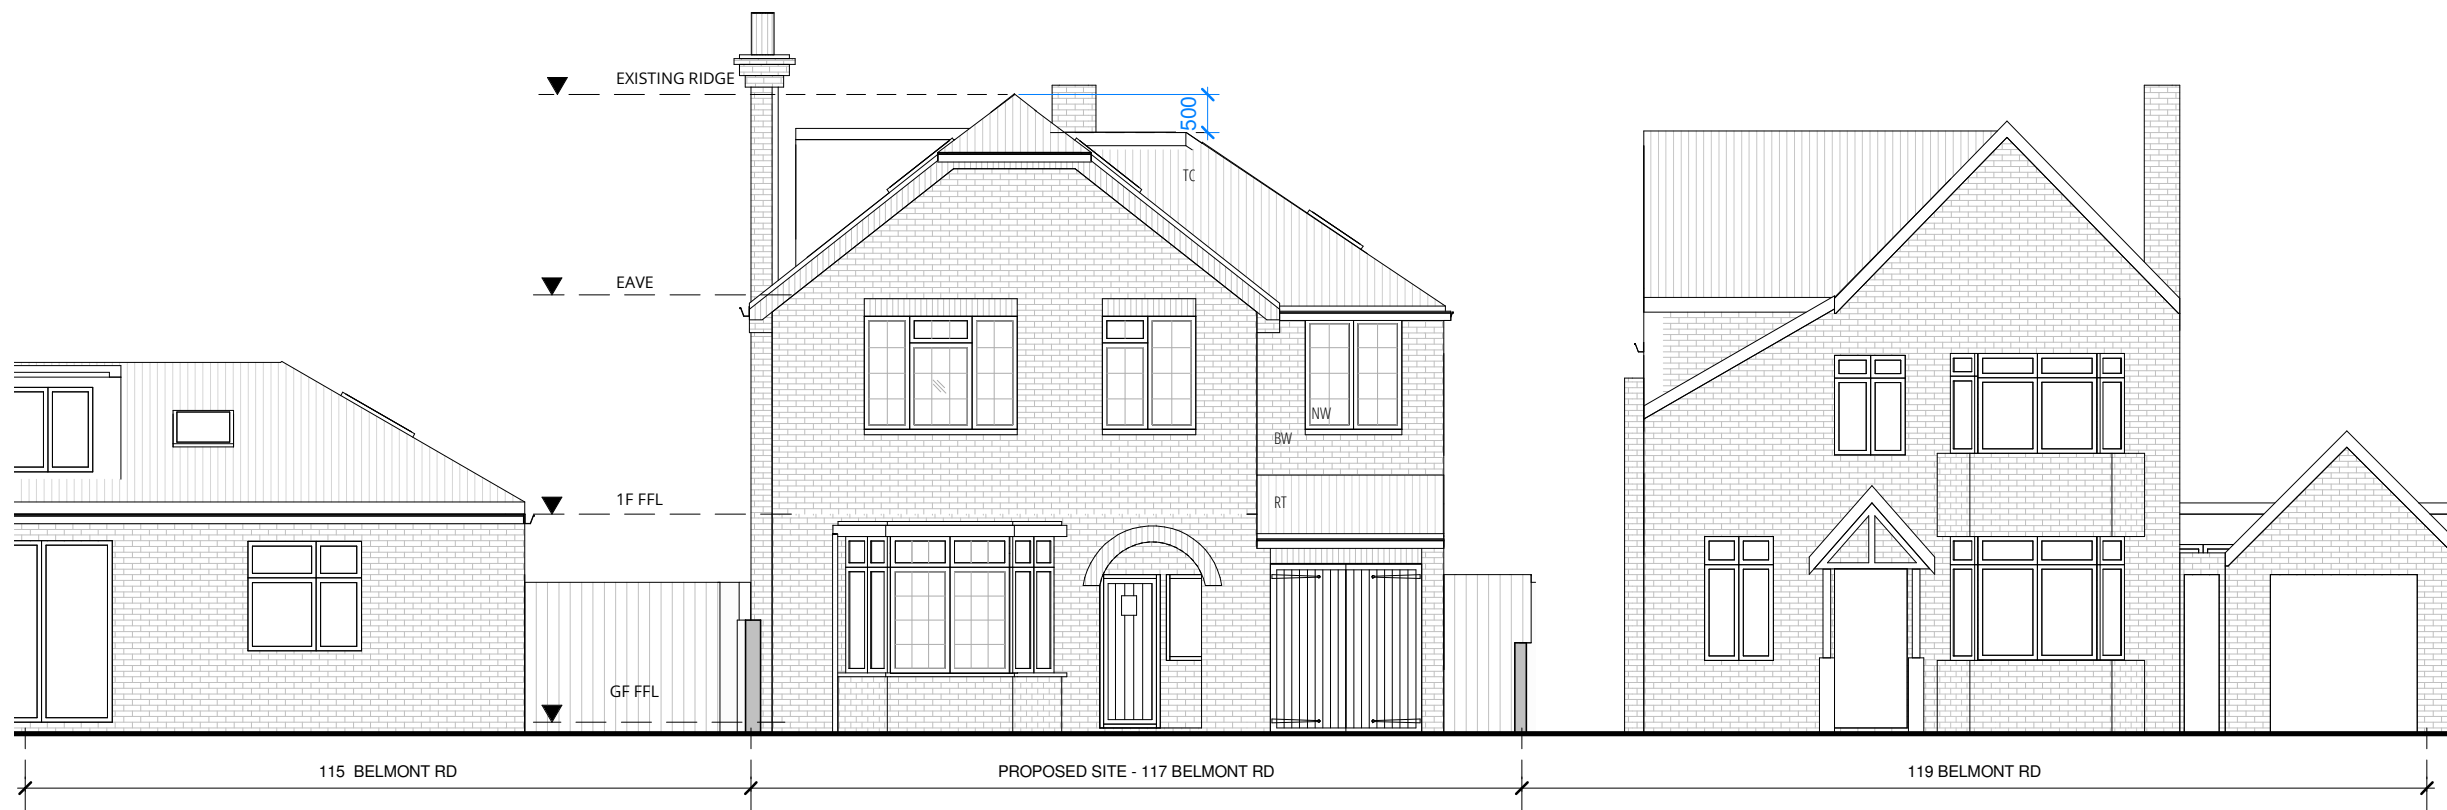 EXISTING RIDGE
500
TC
EAVE
NW
BW
1F FFL
RT
GF FFL
115 BELMONT RD
PROPOSED SITE - 117 BELMONT RD
119 BELMONT RD